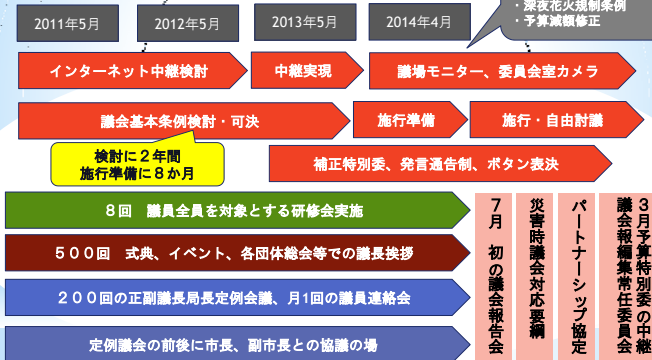 ・深夜花火規制条例
・予算減額修正
2011年5月
2012年5月
2013年5月
2014年4月
インターネット中継検討
中継実現
議場モニター、委員会室カメラ
議会基本条例検討・可決
施行準備
施行・自由討議
検討に２年間
施行準備に８か月
補正特別委、発言通告制、ボタン表決
８回　議員全員を対象とする研修会実施
５００回　式典、イベント、各団体総会等での議長挨拶
２００回の正副議長局長定例会議、月1回の議員連絡会
定例議会の前後に市長、副市長との協議の場
７月　初の議会報告会
災害時議会対応要綱
パートナーシップ協定
３月予算特別委の中継
議会報編集常任委員会